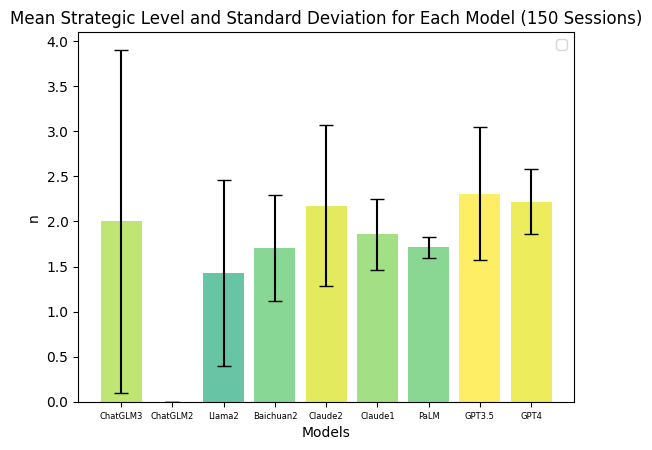 Mean Strategic Level and Standard Deviation for Each Model (150 Sessions)
4.0
3.5
3.0
2.5
2.0
1.5
1.0
0.5
0.0
n
ChatGLM3 ChatGLM2 Llama2 Baichuan2 Claude2 Claude1 PaLM GPT3.5 GPT4
Models